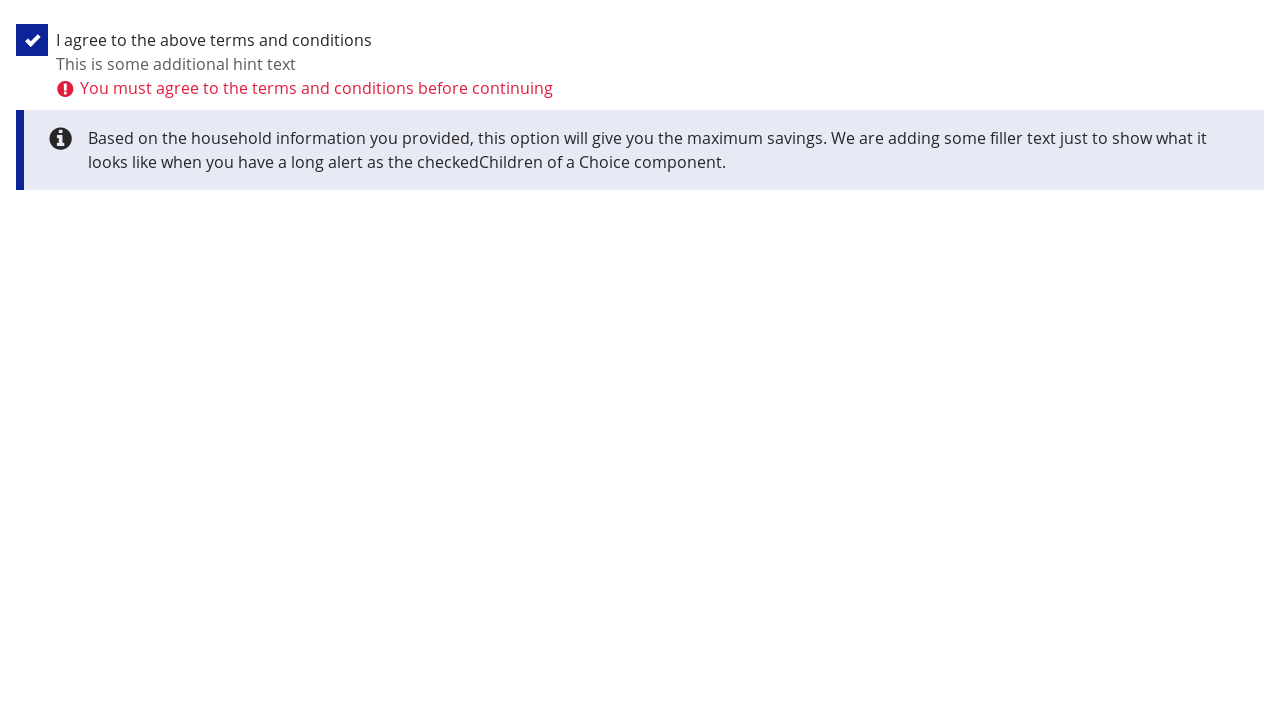 I agree to the above terms and conditions
This is some additional hint text
You must agree to the terms and conditions before continuing
Based on the household information you provided, this option will give you the maximum savings. We are adding some filler text just to show what it
looks like when you have a long alert as the checkedChildren of a Choice component.